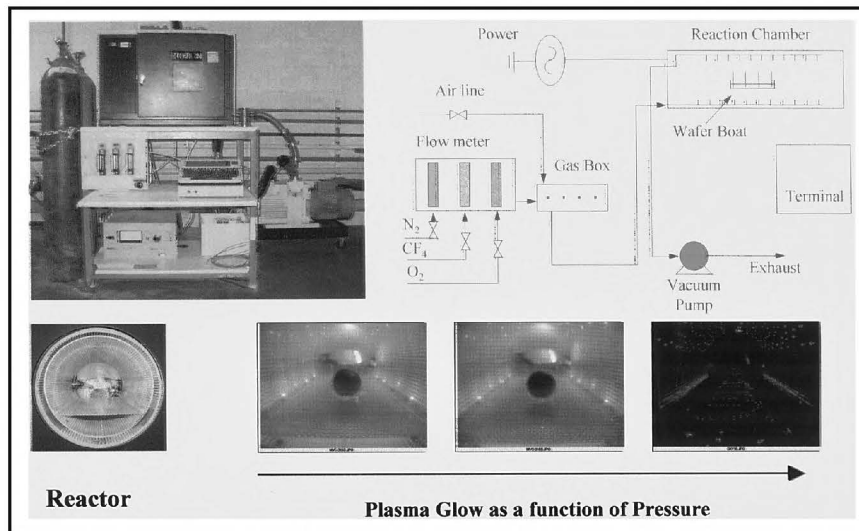 Power
Reaction Chamber
Air line
Wafer Boat
Flow meter
Gas Box
Terminal
N₂
CF₄
O₂
Exhaust
Vacuum
Pump
Reactor
Plasma Glow as a function of Pressure